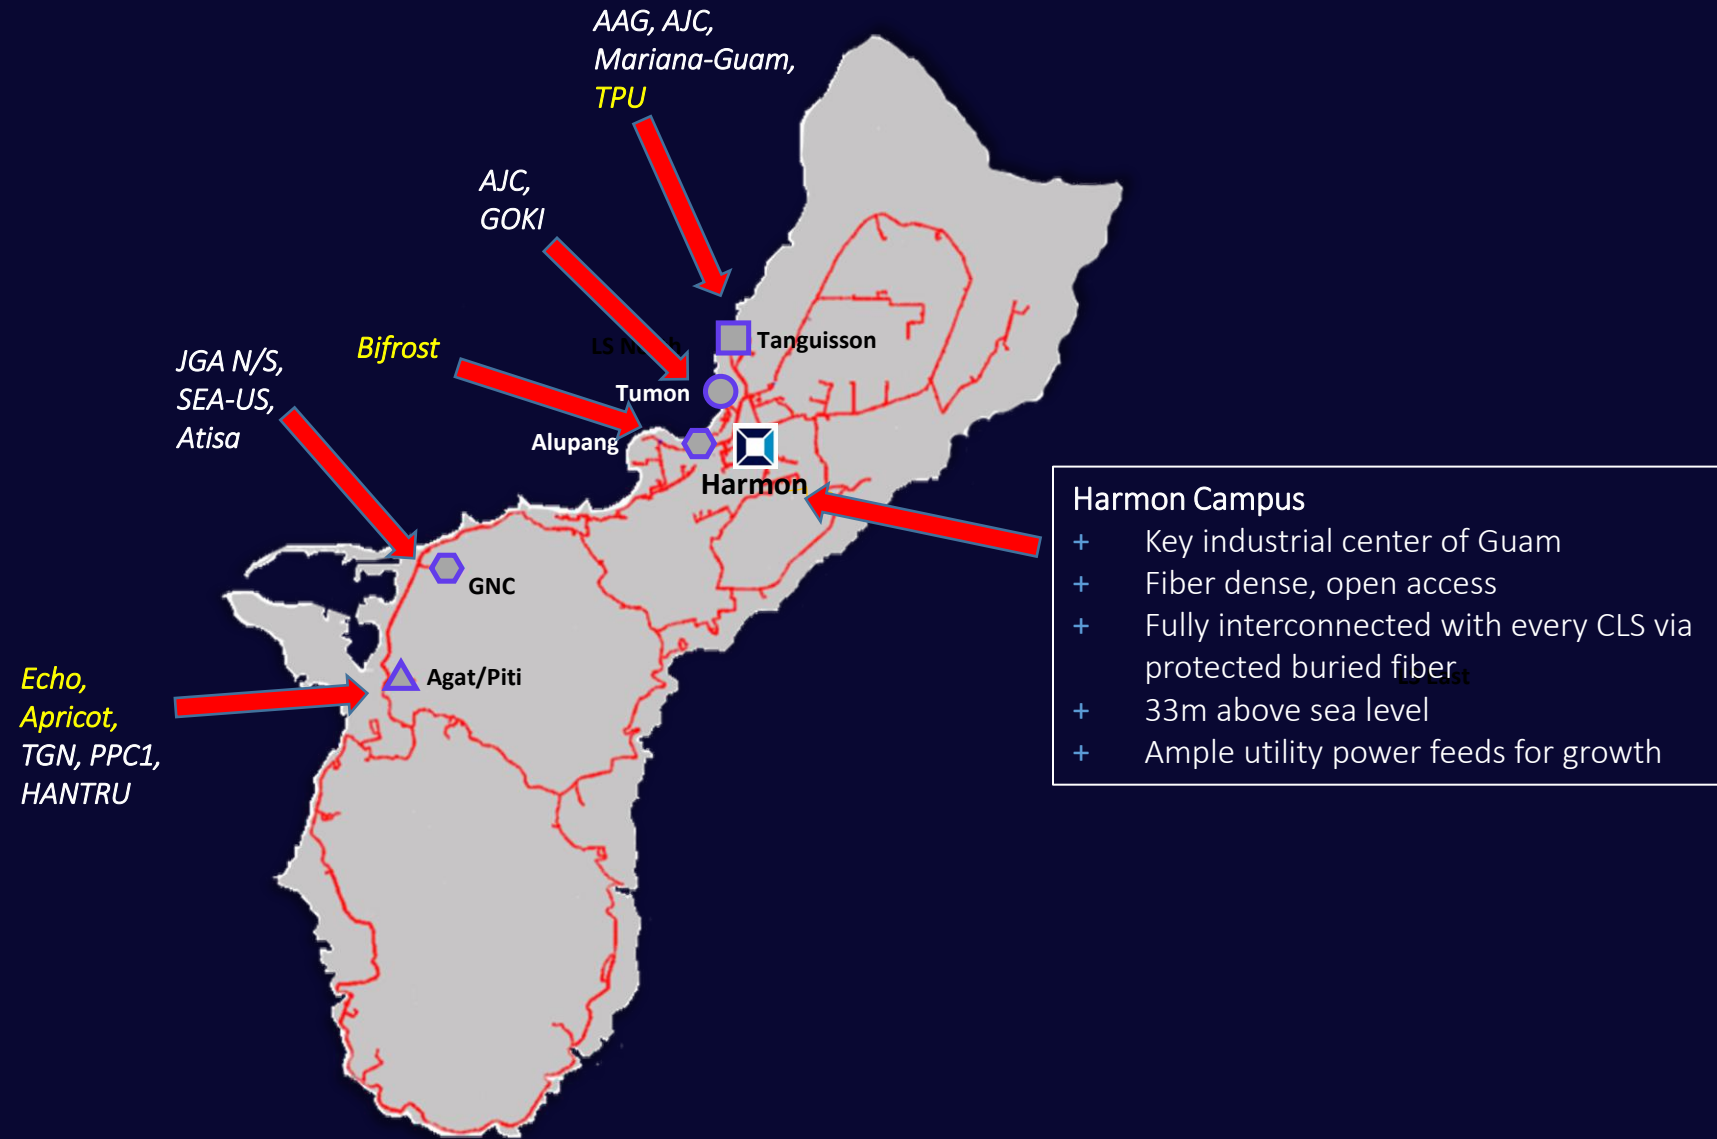 AAG, AJC,
Mariana-Guam,
TPU
AJC,
GOKI
Bifrost
JGA N/S,
SEA-US,
Atisa
LS North
Tanguisson
Tumon
Alupang
Harmon
GNC
Agat/Piti
Echo,
Apricot,
TGN, PPC1,
HANTRU
Harmon Campus
+ Key industrial center of Guam
+ Fiber dense, open access
+ Fully interconnected with every CLS via
protected buried fiber
+ 33m above sea level
+ Ample utility power feeds for growth